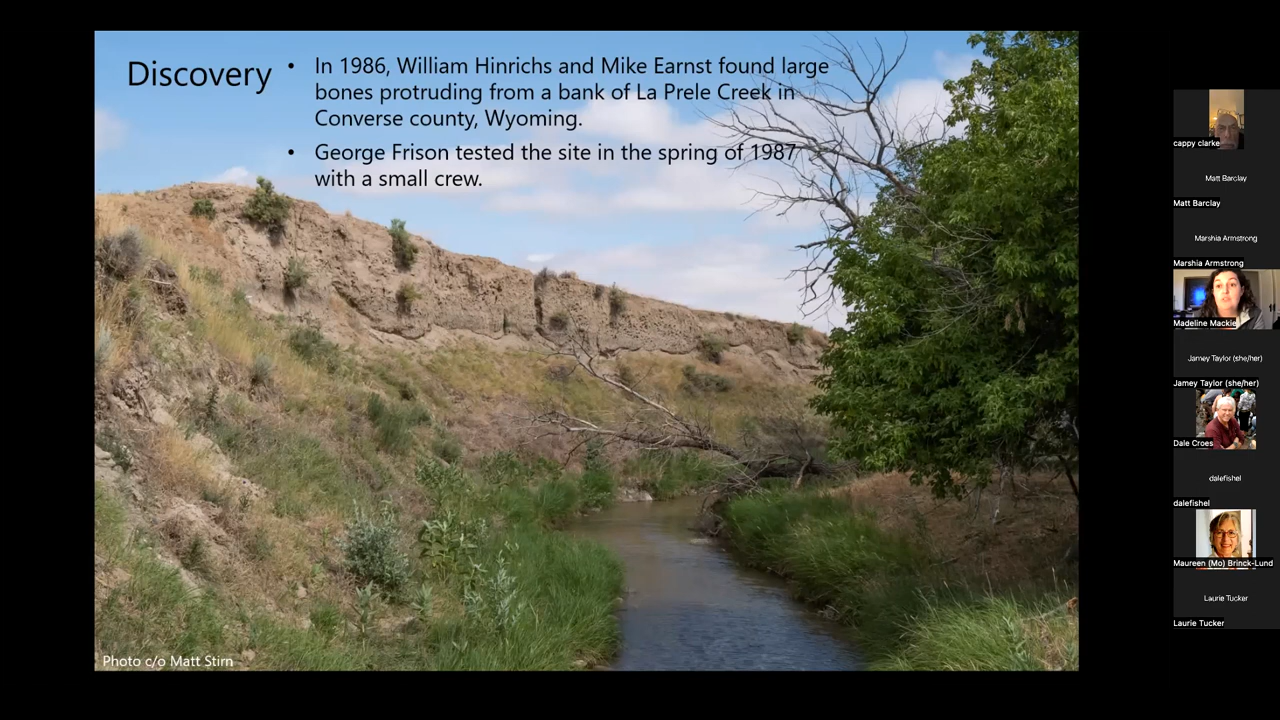 Discovery
• In 1986, William Hinrichs and Mike Earnst found large
bones protruding from a bank of La Prele Creek in
Converse county, Wyoming.
• George Frison tested the site in the spring of 1987
with a small crew.
Photo c/o Matt Stirn
cappy clarke
Matt Barclay
Matt Barclay
Marshia Armstrong
Marshia Armstrong
Madeline Mackie
Jamey Taylor (she/her)
Jamey Taylor (she/her)
Dale Croes
dalefishel
dalefishel
Maureen (Mo) Brinck-Lund
Laurie Tucker
Laurie Tucker